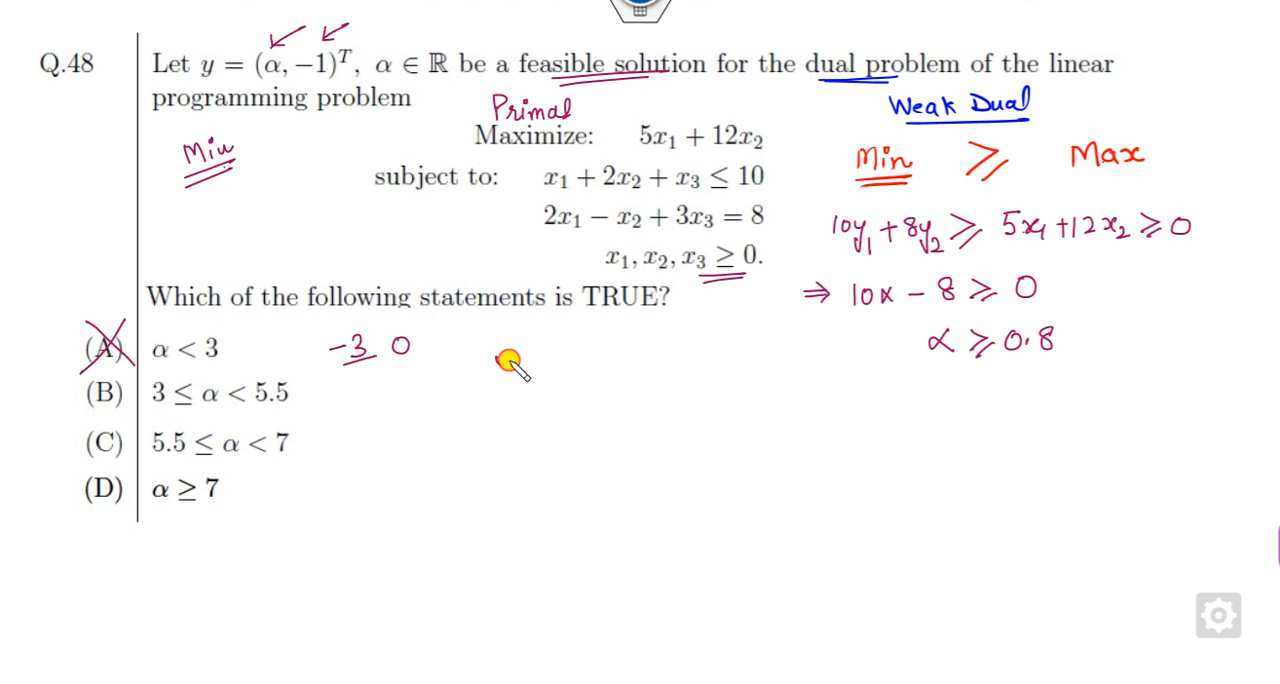 Q.48
Let y = (α, −1)ᵀ, α ∈ ℝ be a feasible solution for the dual problem of the linear
programming problem
Primal
Weak Dual
Maximize: 5x₁ + 12x₂
Min
Min ≥ Max
subject to: x₁ + 2x₂ + x₃ ≤ 10
2x₁ − x₂ + 3x₃ = 8
10y₁ + 8y₂ ≥ 5x₁ + 12x₂ ≥ 0
x₁, x₂, x₃ ≥ 0.
Which of the following statements is TRUE?
⇒ 10α − 8 ≥ 0
(A) α < 3
−3 0
α ≥ 0.8
(B) 3 ≤ α < 5.5
(C) 5.5 ≤ α < 7
(D) α ≥ 7